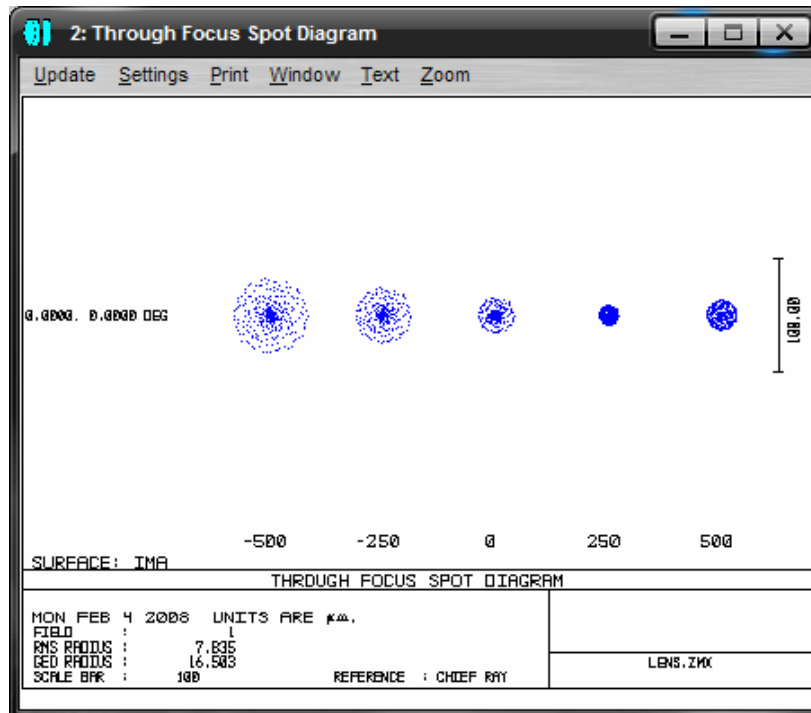 2: Through Focus Spot Diagram
Update Settings Print Window Text Zoom
0.0000, 0.0000 DEG
100.00
-500 -250 0 250 500
SURFACE: IMA
THROUGH FOCUS SPOT DIAGRAM
MON FEB 4 2008 UNITS ARE µm.
FIELD : 1
RMS RADIUS : 7.835
GEO RADIUS : 16.503
SCALE BAR : 100 REFERENCE : CHIEF RAY
LENS.ZMX